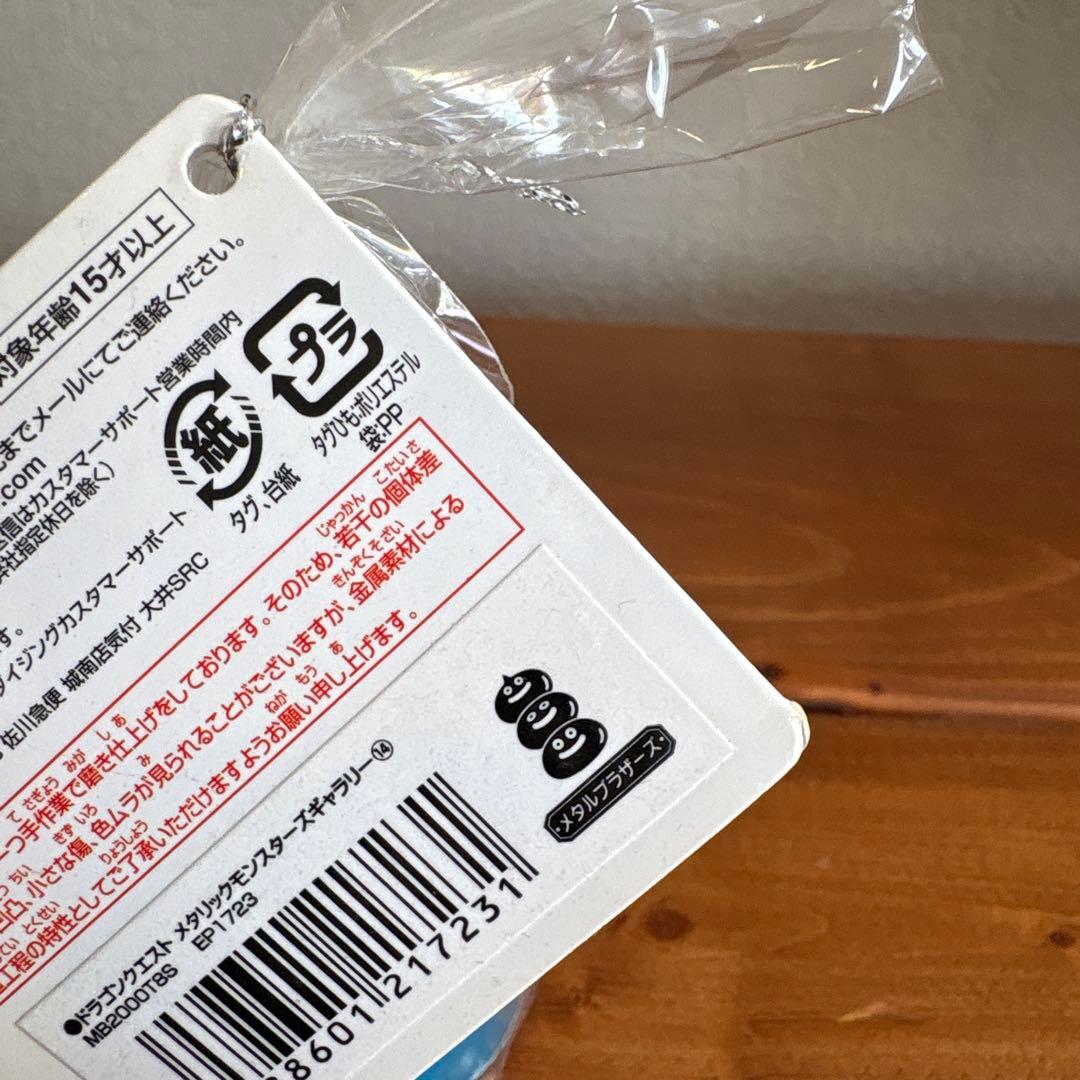 対象年齢15才以上
までメールにてご連絡ください。
.com
信はカスタマーサポート営業時間内
社指定休日を除く)
す。
ダイジングカスタマーサポート
佐川急便 城南店気付 大井SRC
プラ
タグひも:ポリエステル
袋:PP
紙
タグ、台紙
一つ手作業で磨き仕上げをしております。そのため、若干の個体差
凹凸、小さな傷、色ムラが見られることがございますが、金属素材による
工程の特性としてご了承いただけますようお願い申し上げます。
メタルブラザーズ
●ドラゴンクエスト メタリックモンスターズギャラリー⑭
MB2000T8S EP1723
8601217231